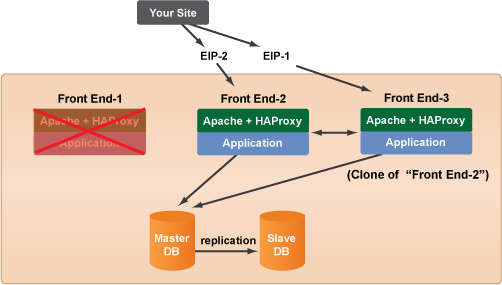 Your Site
EIP-2
EIP-1
Front End-1
Front End-2
Front End-3
Apache + HAProxy
Application
Apache + HAProxy
Application
Apache + HAProxy
Application
(Clone of "Front End-2")
Master
DB
replication
Slave
DB